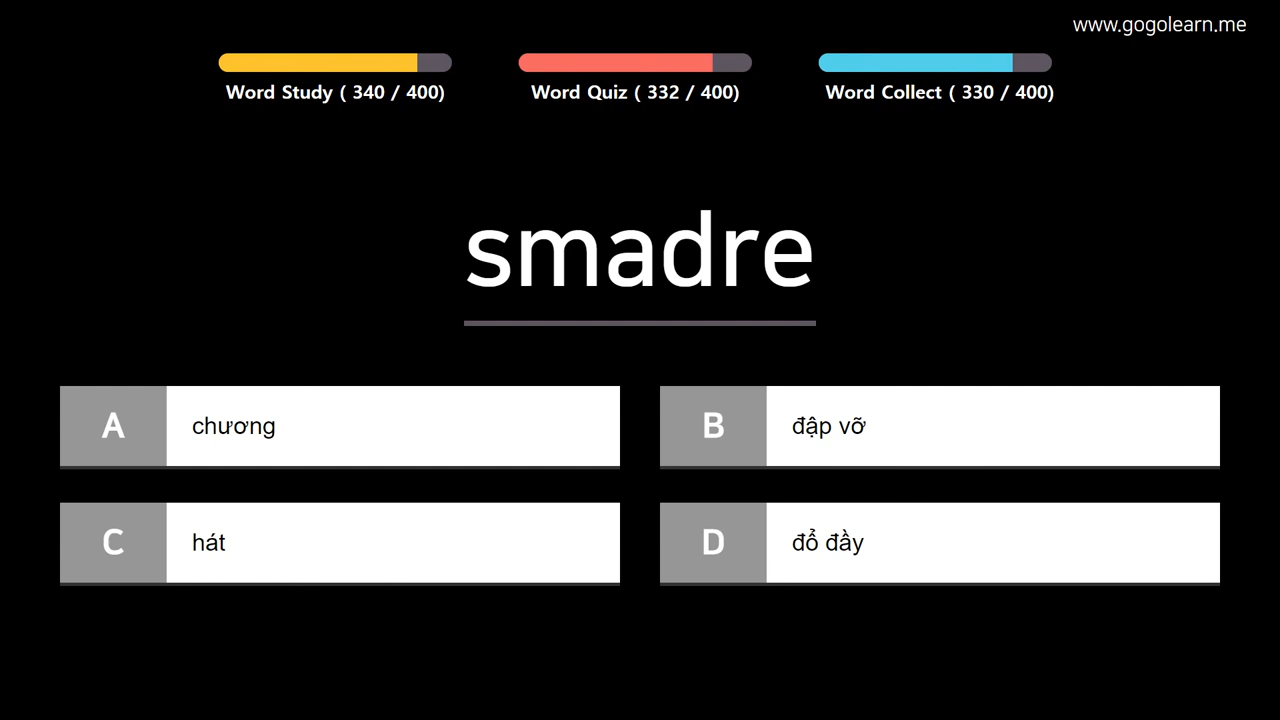 www.gogolearn.me
Word Study ( 340 / 400)
Word Quiz ( 332 / 400)
Word Collect ( 330 / 400)
smadre
A chương
B đập vỡ
C hát
D đổ đầy